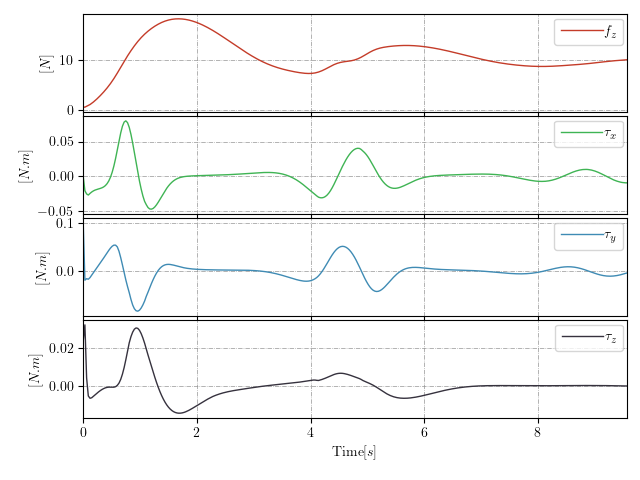 f_z
10
[N]
0
τ_x
0.05
[N.m]
0.00
−0.05
τ_y
0.1
[N.m]
0.0
τ_z
0.02
[N.m]
0.00
0 2 4 6 8
Time[s]